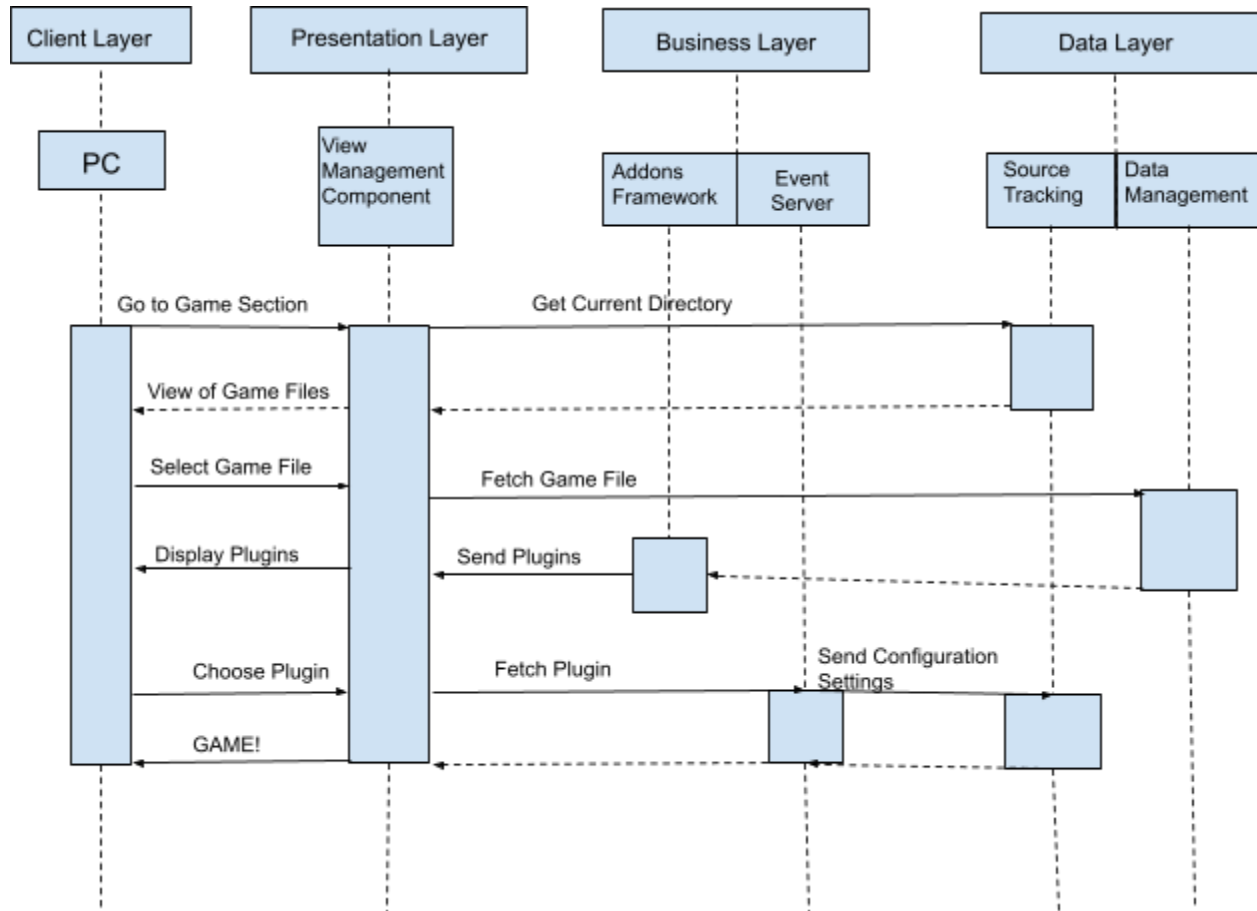 Client Layer
Presentation Layer
Business Layer
Data Layer
PC
View
Management
Component
Addons
Framework
Event
Server
Source
Tracking
Data
Management
Go to Game Section
Get Current Directory
View of Game Files
Select Game File
Fetch Game File
Display Plugins
Send Plugins
Choose Plugin
Fetch Plugin
Send Configuration
Settings
GAME!